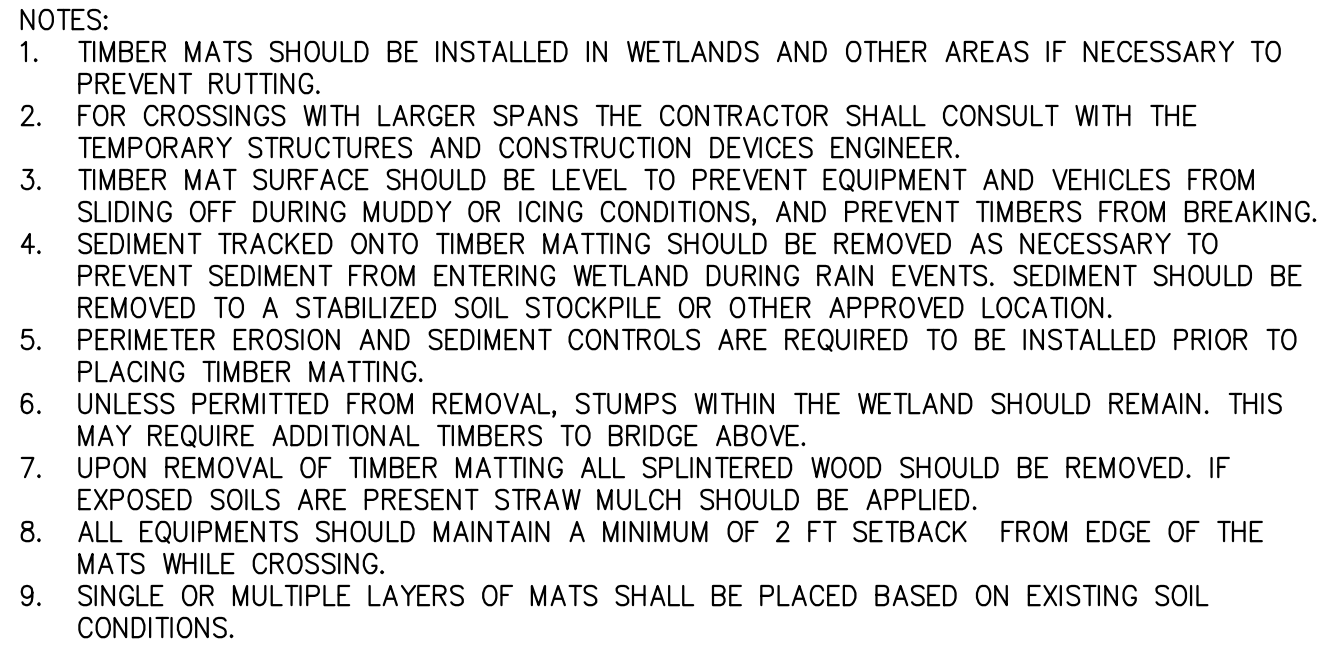 NOTES:
1. TIMBER MATS SHOULD BE INSTALLED IN WETLANDS AND OTHER AREAS IF NECESSARY TO
PREVENT RUTTING.
2. FOR CROSSINGS WITH LARGER SPANS THE CONTRACTOR SHALL CONSULT WITH THE
TEMPORARY STRUCTURES AND CONSTRUCTION DEVICES ENGINEER.
3. TIMBER MAT SURFACE SHOULD BE LEVEL TO PREVENT EQUIPMENT AND VEHICLES FROM
SLIDING OFF DURING MUDDY OR ICING CONDITIONS, AND PREVENT TIMBERS FROM BREAKING.
4. SEDIMENT TRACKED ONTO TIMBER MATTING SHOULD BE REMOVED AS NECESSARY TO
PREVENT SEDIMENT FROM ENTERING WETLAND DURING RAIN EVENTS. SEDIMENT SHOULD BE
REMOVED TO A STABILIZED SOIL STOCKPILE OR OTHER APPROVED LOCATION.
5. PERIMETER EROSION AND SEDIMENT CONTROLS ARE REQUIRED TO BE INSTALLED PRIOR TO
PLACING TIMBER MATTING.
6. UNLESS PERMITTED FROM REMOVAL, STUMPS WITHIN THE WETLAND SHOULD REMAIN. THIS
MAY REQUIRE ADDITIONAL TIMBERS TO BRIDGE ABOVE.
7. UPON REMOVAL OF TIMBER MATTING ALL SPLINTERED WOOD SHOULD BE REMOVED. IF
EXPOSED SOILS ARE PRESENT STRAW MULCH SHOULD BE APPLIED.
8. ALL EQUIPMENTS SHOULD MAINTAIN A MINIMUM OF 2 FT SETBACK FROM EDGE OF THE
MATS WHILE CROSSING.
9. SINGLE OR MULTIPLE LAYERS OF MATS SHALL BE PLACED BASED ON EXISTING SOIL
CONDITIONS.